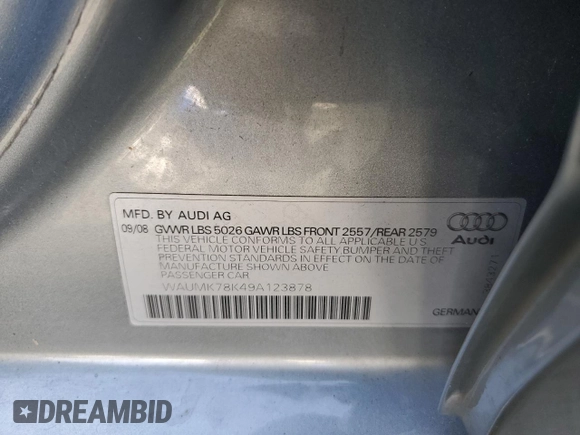 MFD. BY AUDI AG
09/08 GVWR LBS 5026 GAWR LBS FRONT 2557/REAR 2579
THIS VEHICLE CONFORMS TO ALL APPLICABLE U.S.
FEDERAL MOTOR VEHICLE SAFETY BUMPER AND THEFT
PREVENTION STANDARDS IN EFFECT ON THE DATE OF
MANUFACTURE SHOWN ABOVE
PASSENGER CAR
WAUMK78K49A123878
Audi
GERMAN
DREAMBID